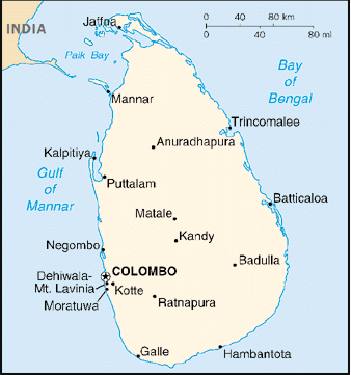 INDIA
Jaffna
0 40 80 km
0 40 80 mi
Palk Bay
Bay
of
Bengal
Mannar
Trincomalee
Anuradhapura
Kalpitiya
Gulf
of
Mannar
Puttalam
Batticaloa
Matale
Kandy
Negombo
Badulla
COLOMBO
Dehiwala-
Mt. Lavinia
Kotte
Moratuwa
Ratnapura
Galle
Hambantota